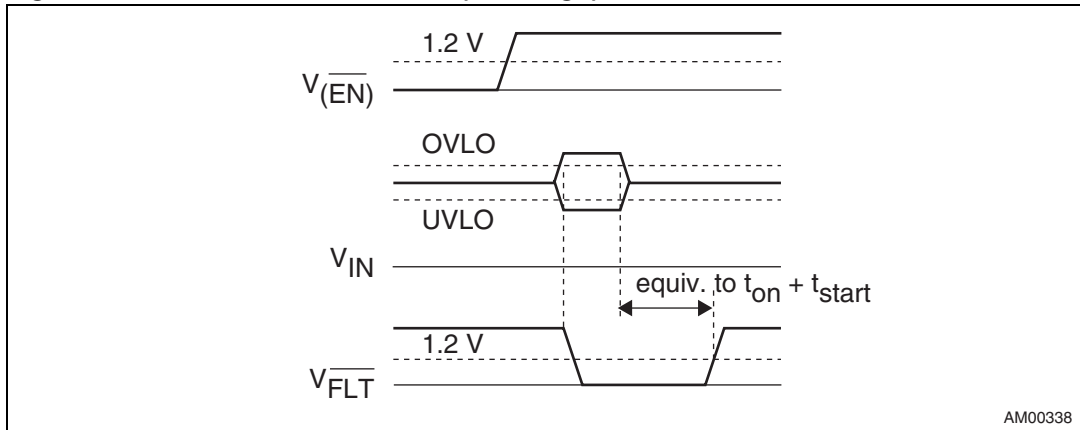 1.2 V
V(EN)
OVLO
UVLO
VIN
equiv. to ton + tstart
1.2 V
VFLT
AM00338